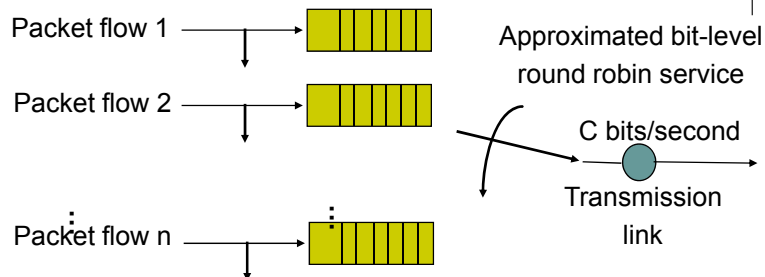 Packet flow 1
Approximated bit-level
round robin service
Packet flow 2
C bits/second
Transmission
link
Packet flow n